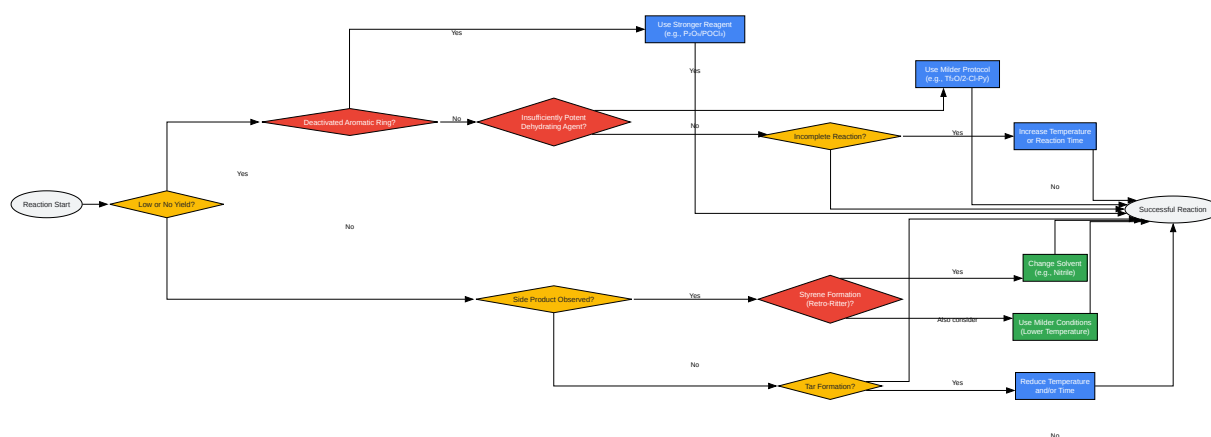 Use Stronger Reagent
(e.g., P₂O₅/POCl₃)
Yes
Yes
Use Milder Protocol
(e.g., Tf₂O/2-Cl-Py)
Deactivated Aromatic Ring?
No
Insufficiently Potent
Dehydrating Agent?
No
Incomplete Reaction?
Yes
Increase Temperature
or Reaction Time
Yes
No
Reaction Start
Low or No Yield?
Successful Reaction
No
Change Solvent
(e.g., Nitrile)
Yes
Side Product Observed?
Yes
Styrene Formation
(Retro-Ritter)?
Also consider
Use Milder Conditions
(Lower Temperature)
No
Tar Formation?
Yes
Reduce Temperature
and/or Time
No